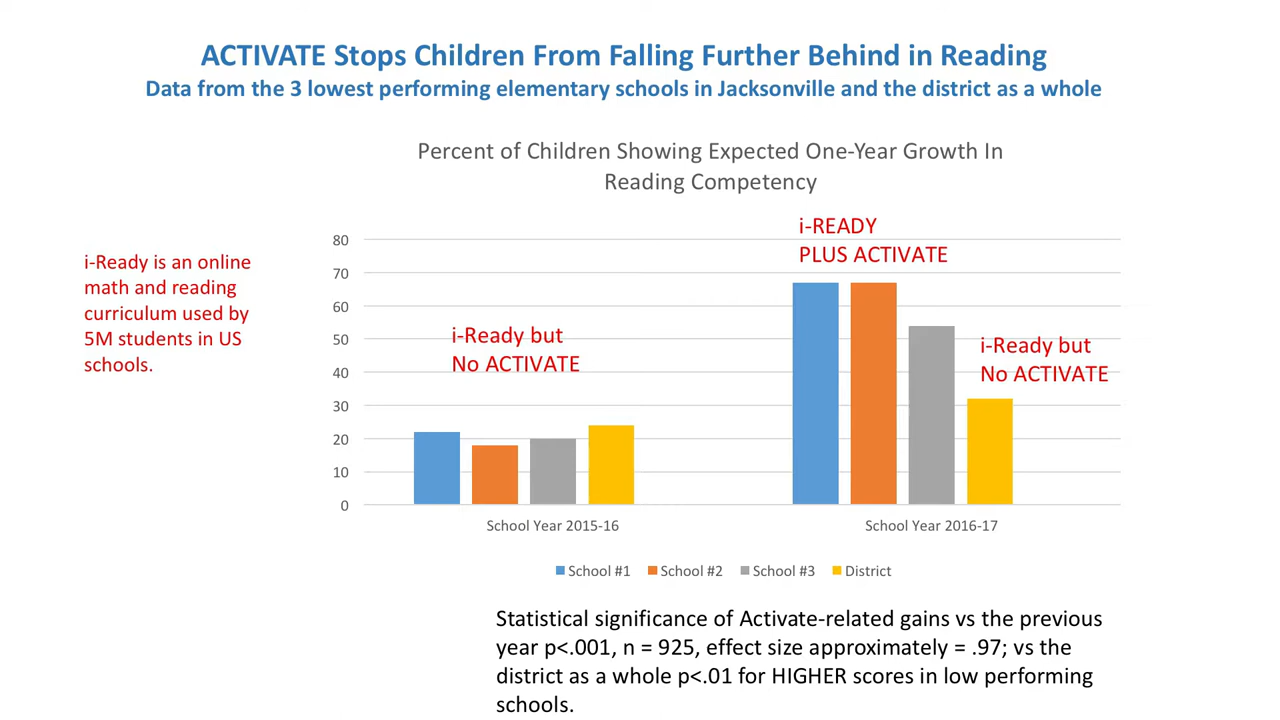 ACTIVATE Stops Children From Falling Further Behind in Reading
Data from the 3 lowest performing elementary schools in Jacksonville and the district as a whole
Percent of Children Showing Expected One-Year Growth In
Reading Competency
i-Ready is an online
math and reading
curriculum used by
5M students in US
schools.
80
70
60
50
40
30
20
10
0
i-Ready but
No ACTIVATE
i-READY
PLUS ACTIVATE
i-Ready but
No ACTIVATE
School Year 2015-16
School Year 2016-17
School #1
School #2
School #3
District
Statistical significance of Activate-related gains vs the previous
year p<.001, n = 925, effect size approximately = .97; vs the
district as a whole p<.01 for HIGHER scores in low performing
schools.